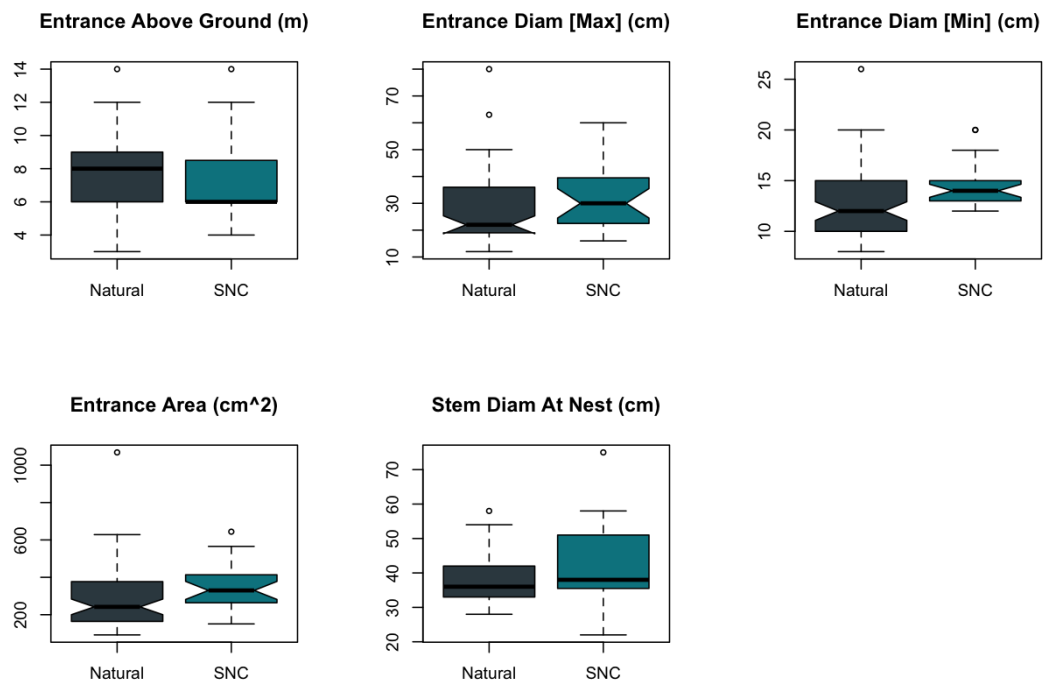 Entrance Above Ground (m)
14
12
10
8
6
4
Natural SNC
Entrance Diam [Max] (cm)
70
50
30
10
Natural SNC
Entrance Diam [Min] (cm)
25
20
15
10
Natural SNC
Entrance Area (cm^2)
1000
600
200
Natural SNC
Stem Diam At Nest (cm)
70
60
50
40
30
20
Natural SNC